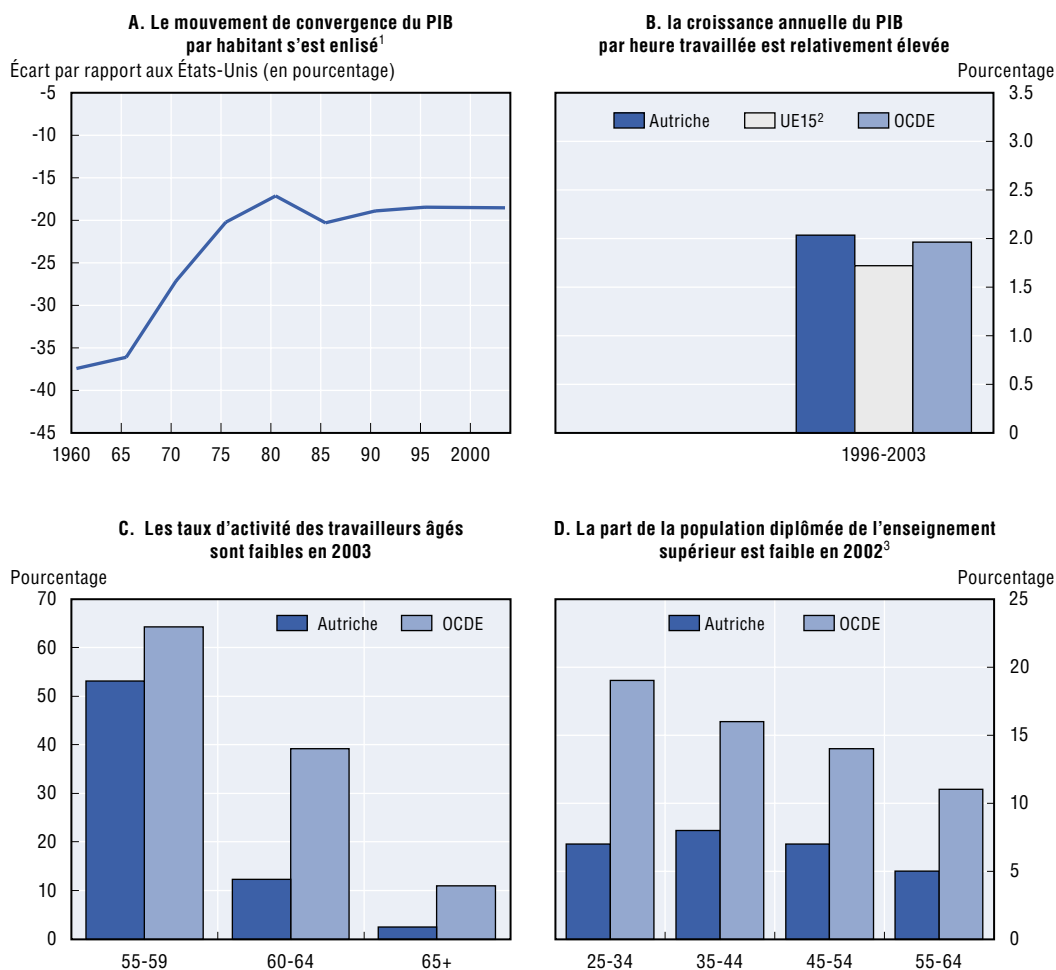 A. Le mouvement de convergence du PIB
par habitant s'est enlisé¹
Écart par rapport aux États-Unis (en pourcentage)
-5
-10
-15
-20
-25
-30
-35
-40
-45
1960 65 70 75 80 85 90 95 2000
B. la croissance annuelle du PIB
par heure travaillée est relativement élevée
Pourcentage
Autriche UE15² OCDE
3.5
3.0
2.5
2.0
1.5
1.0
0.5
0
1996-2003
C. Les taux d'activité des travailleurs âgés
sont faibles en 2003
Pourcentage
Autriche OCDE
70
60
50
40
30
20
10
0
55-59 60-64 65+
D. La part de la population diplômée de l'enseignement
supérieur est faible en 2002³
Pourcentage
Autriche OCDE
25
20
15
10
5
0
25-34 35-44 45-54 55-64